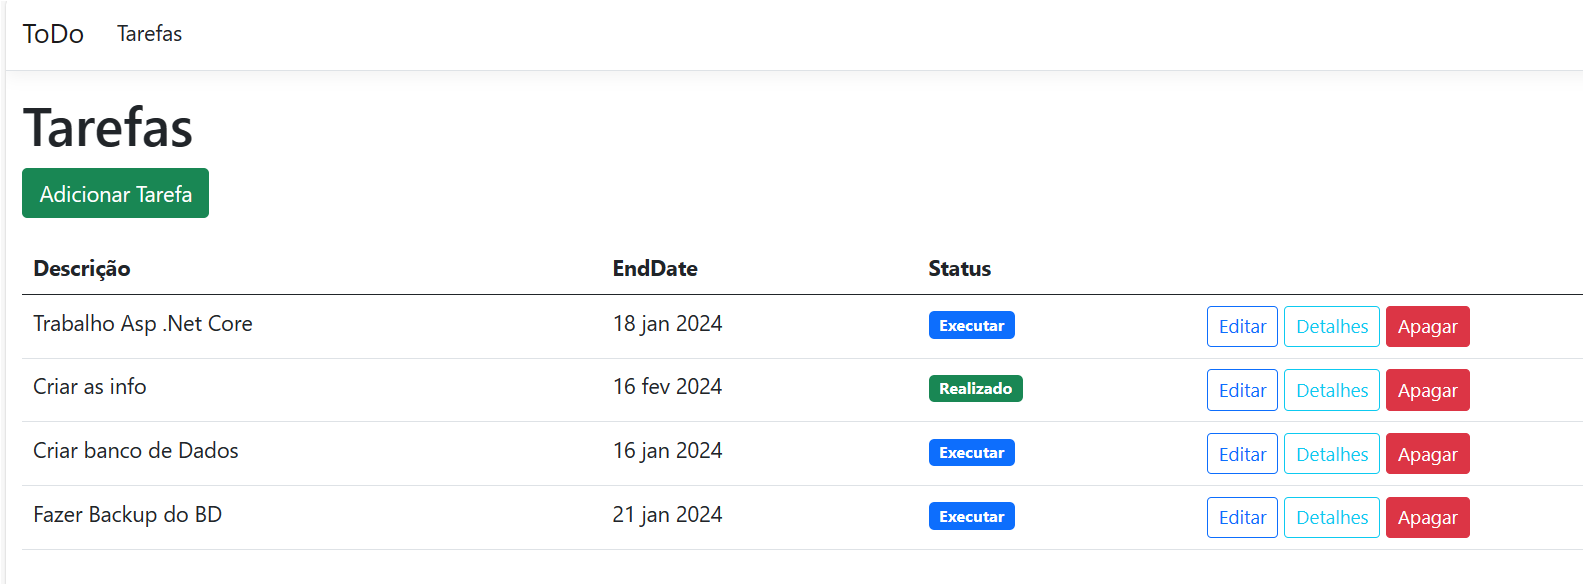 ToDo Tarefas
Tarefas
Adicionar Tarefa
Descrição EndDate Status
Trabalho Asp .Net Core 18 jan 2024 Executar Editar Detalhes Apagar
Criar as info 16 fev 2024 Realizado Editar Detalhes Apagar
Criar banco de Dados 16 jan 2024 Executar Editar Detalhes Apagar
Fazer Backup do BD 21 jan 2024 Executar Editar Detalhes Apagar